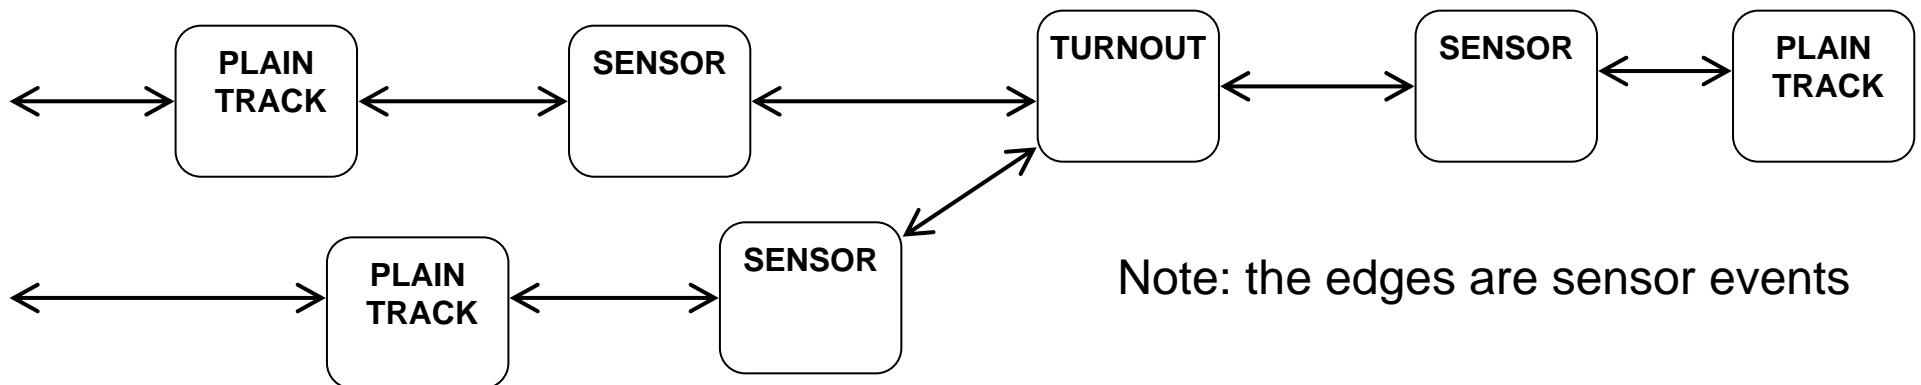 PLAIN
TRACK
SENSOR
TURNOUT
SENSOR
PLAIN
TRACK
PLAIN
TRACK
SENSOR
Note: the edges are sensor events